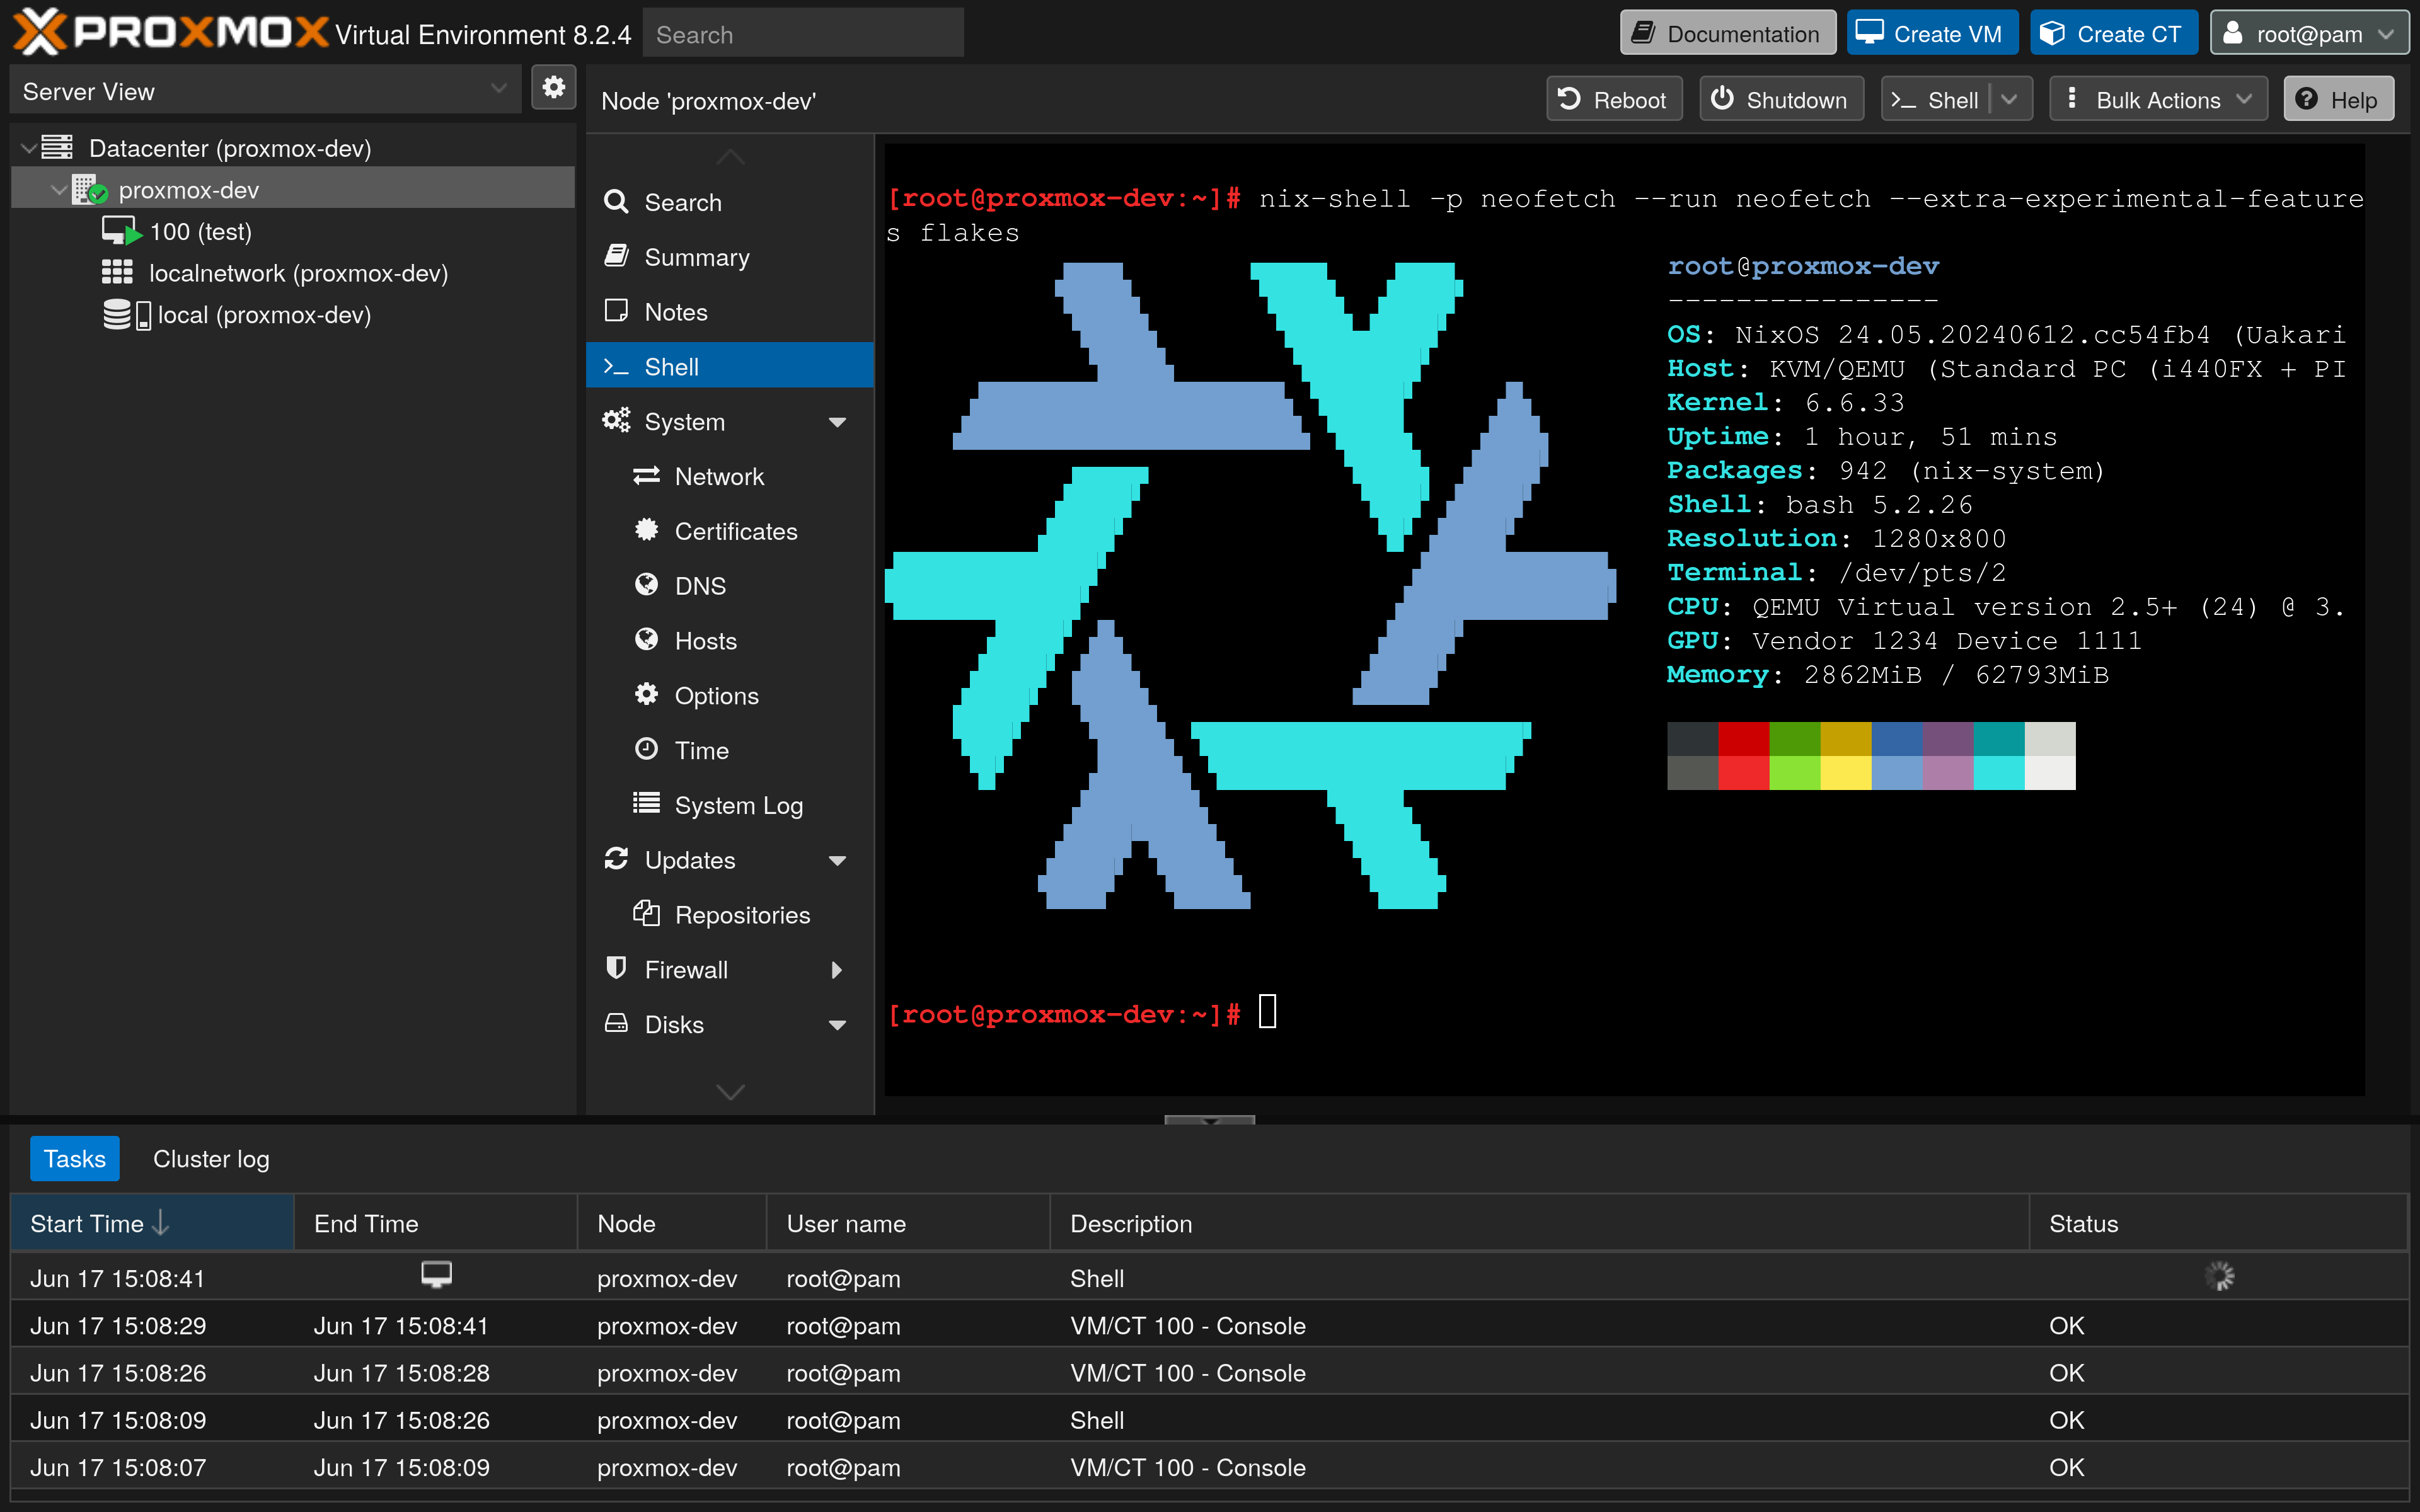 PROXMOX Virtual Environment 8.2.4 Search Documentation Create VM Create CT root@pam
Server View
Node 'proxmox-dev' Reboot Shutdown Shell Bulk Actions Help
Datacenter (proxmox-dev)
proxmox-dev
100 (test)
localnetwork (proxmox-dev)
local (proxmox-dev)
Search
Summary
Notes
Shell
System
Network
Certificates
DNS
Hosts
Options
Time
System Log
Updates
Repositories
Firewall
Disks
[root@proxmox-dev:~]# nix-shell -p neofetch --run neofetch --extra-experimental-feature
s flakes
root@proxmox-dev
----------------
OS: NixOS 24.05.20240612.cc54fb4 (Uakari
Host: KVM/QEMU (Standard PC (i440FX + PI
Kernel: 6.6.33
Uptime: 1 hour, 51 mins
Packages: 942 (nix-system)
Shell: bash 5.2.26
Resolution: 1280x800
Terminal: /dev/pts/2
CPU: QEMU Virtual version 2.5+ (24) @ 3.
GPU: Vendor 1234 Device 1111
Memory: 2862MiB / 62793MiB
[root@proxmox-dev:~]#
Tasks Cluster log
Start Time End Time Node User name Description Status
Jun 17 15:08:41 proxmox-dev root@pam Shell
Jun 17 15:08:29 Jun 17 15:08:41 proxmox-dev root@pam VM/CT 100 - Console OK
Jun 17 15:08:26 Jun 17 15:08:28 proxmox-dev root@pam VM/CT 100 - Console OK
Jun 17 15:08:09 Jun 17 15:08:26 proxmox-dev root@pam Shell OK
Jun 17 15:08:07 Jun 17 15:08:09 proxmox-dev root@pam VM/CT 100 - Console OK